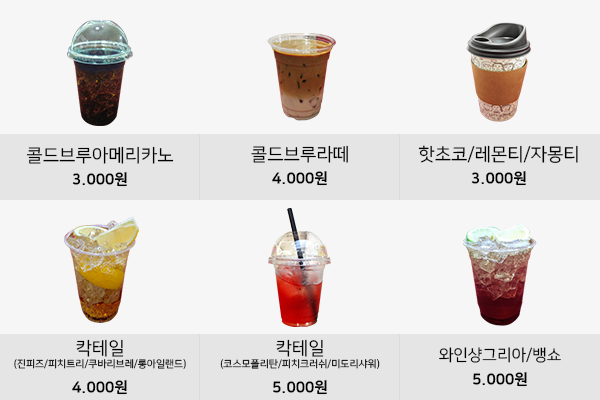 콜드브루아메리카노
3.000원
콜드브루라떼
4.000원
핫초코/레몬티/자몽티
3.000원
칵테일
(진피즈/피치트리/쿠바리브레/롱아일랜드)
4.000원
칵테일
(코스모폴리탄/피치크러쉬/미도리샤워)
5.000원
와인샹그리아/뱅쇼
5.000원